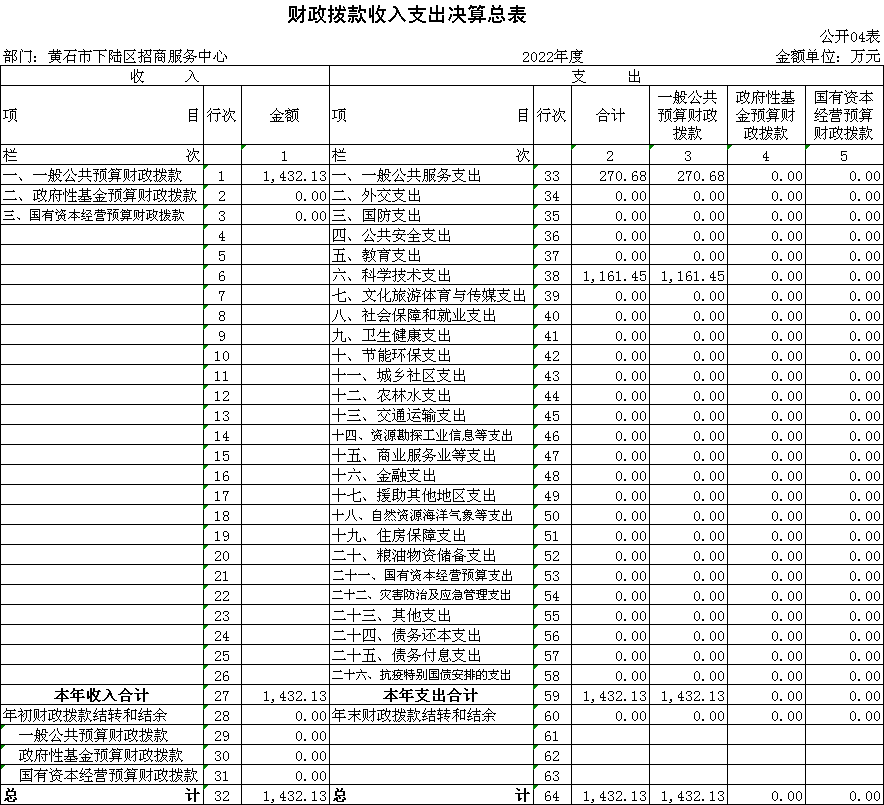 财政拨款收入支出决算总表
公开04表
部门：黄石市下陆区招商服务中心 2022年度 金额单位：万元
收 入 支 出
项 目 行次 金额 项 目 行次 合计 一般公共预算财政拨款 政府性基金预算财政拨款 国有资本经营预算财政拨款
栏 次 1 栏 次 2 3 4 5
一、一般公共预算财政拨款 1 1,432.13 一、一般公共服务支出 33 270.68 270.68 0.00 0.00
二、政府性基金预算财政拨款 2 0.00 二、外交支出 34 0.00 0.00 0.00 0.00
三、国有资本经营预算财政拨款 3 0.00 三、国防支出 35 0.00 0.00 0.00 0.00
4 四、公共安全支出 36 0.00 0.00 0.00 0.00
5 五、教育支出 37 0.00 0.00 0.00 0.00
6 六、科学技术支出 38 1,161.45 1,161.45 0.00 0.00
7 七、文化旅游体育与传媒支出 39 0.00 0.00 0.00 0.00
8 八、社会保障和就业支出 40 0.00 0.00 0.00 0.00
9 九、卫生健康支出 41 0.00 0.00 0.00 0.00
10 十、节能环保支出 42 0.00 0.00 0.00 0.00
11 十一、城乡社区支出 43 0.00 0.00 0.00 0.00
12 十二、农林水支出 44 0.00 0.00 0.00 0.00
13 十三、交通运输支出 45 0.00 0.00 0.00 0.00
14 十四、资源勘探工业信息等支出 46 0.00 0.00 0.00 0.00
15 十五、商业服务业等支出 47 0.00 0.00 0.00 0.00
16 十六、金融支出 48 0.00 0.00 0.00 0.00
17 十七、援助其他地区支出 49 0.00 0.00 0.00 0.00
18 十八、自然资源海洋气象等支出 50 0.00 0.00 0.00 0.00
19 十九、住房保障支出 51 0.00 0.00 0.00 0.00
20 二十、粮油物资储备支出 52 0.00 0.00 0.00 0.00
21 二十一、国有资本经营预算支出 53 0.00 0.00 0.00 0.00
22 二十二、灾害防治及应急管理支出 54 0.00 0.00 0.00 0.00
23 二十三、其他支出 55 0.00 0.00 0.00 0.00
24 二十四、债务还本支出 56 0.00 0.00 0.00 0.00
25 二十五、债务付息支出 57 0.00 0.00 0.00 0.00
26 二十六、抗疫特别国债安排的支出 58 0.00 0.00 0.00 0.00
本年收入合计 27 1,432.13 本年支出合计 59 1,432.13 1,432.13 0.00 0.00
年初财政拨款结转和结余 28 0.00 年末财政拨款结转和结余 60 0.00 0.00 0.00 0.00
一般公共预算财政拨款 29 0.00 61
政府性基金预算财政拨款 30 0.00 62
国有资本经营预算财政拨款 31 0.00 63
总 计 32 1,432.13 总 计 64 1,432.13 1,432.13 0.00 0.00